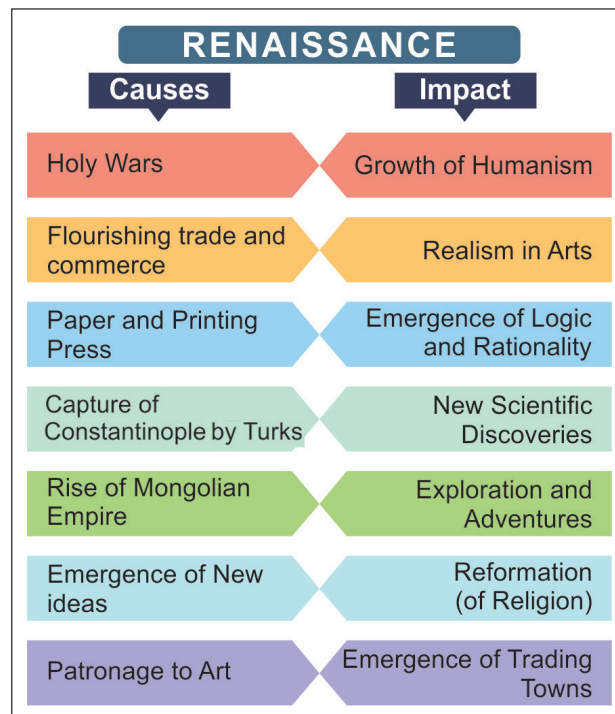 RENAISSANCE
Causes
Impact
Holy Wars
Growth of Humanism
Flourishing trade and
commerce
Realism in Arts
Paper and Printing
Press
Emergence of Logic
and Rationality
Capture of
Constantinople by Turks
New Scientific
Discoveries
Rise of Mongolian
Empire
Exploration and
Adventures
Emergence of New
ideas
Reformation
(of Religion)
Patronage to Art
Emergence of Trading
Towns